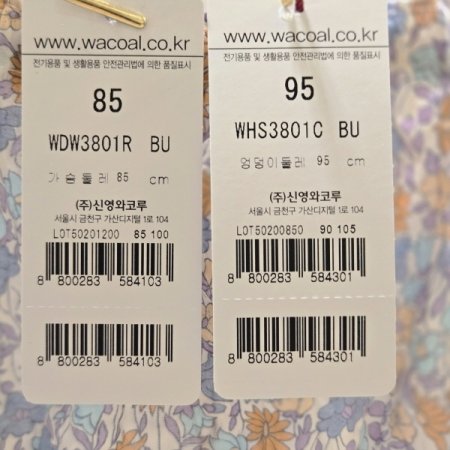 www.wacoal.co.kr
전기용품 및 생활용품 안전관리법에 의한 품질표시
85
WDW3801R BU
가슴둘레 85 cm
(주)신영와코루
서울시 금천구 가산디지털 1로 104
LOT50201200 85 100
8 800283 584103
8 800283 584103
www.wacoal.co.kr
전기용품 및 생활용품 안전관리법에 의한 품질표시
95
WHS3801C BU
엉덩이둘레 95 cm
(주)신영와코루
서울시 금천구 가산디지털 1로 104
LOT50200850 90 105
8 800283 584301
8 800283 584301